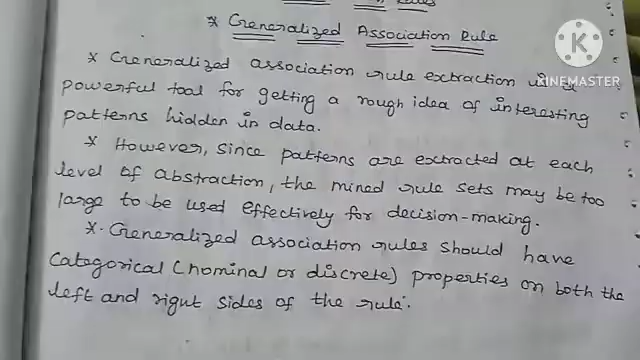 Rules
* Generalized Association Rule
* Generalized association rule extraction is a
powerful tool for getting a rough idea of interesting
patterns hidden in data.
* However, since patterns are extracted at each
level of abstraction, the mined rule sets may be too
large to be used effectively for decision-making.
*. Generalized association rules should have
Categorical (nominal or discrete) properties on both the
left and right sides of the rule.
KINEMASTER